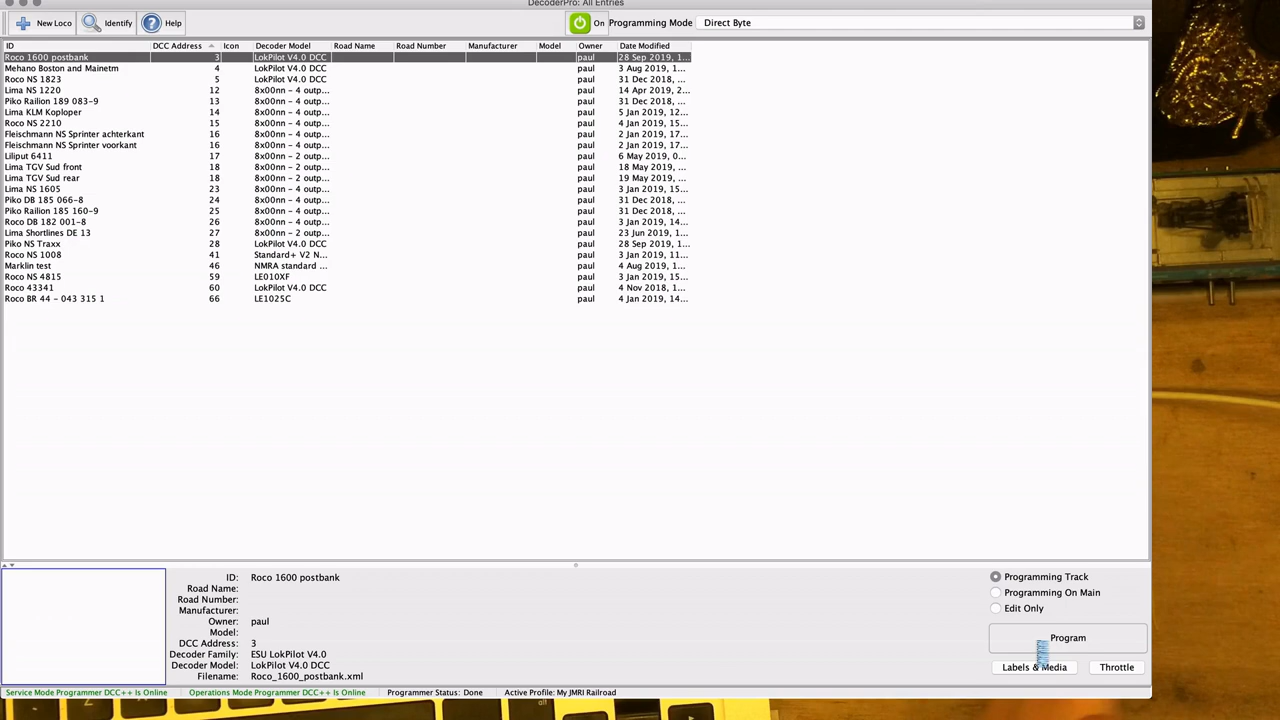 DecoderPro: All Entries
New Loco Identify Help On Programming Mode Direct Byte
ID DCC Address Icon Decoder Model Road Name Road Number Manufacturer Model Owner Date Modified
Roco 1600 postbank 3 LokPilot V4.0 DCC paul 28 Sep 2019, 1...
Mehano Boston and Mainetm 4 LokPilot V4.0 DCC paul 3 Aug 2019, 1...
Roco NS 1823 5 LokPilot V4.0 DCC paul 31 Dec 2018, ...
Lima NS 1220 12 8x00nn - 4 outp... paul 14 Apr 2019, 2...
Piko Railion 189 083-9 13 8x00nn - 4 outp... paul 31 Dec 2018, ...
Lima KLM Koploper 14 8x00nn - 4 outp... paul 5 Jan 2019, 12...
Roco NS 2210 15 8x00nn - 4 outp... paul 4 Jan 2019, 15...
Fleischmann NS Sprinter achterkant 16 8x00nn - 4 outp... paul 2 Jan 2019, 17...
Fleischmann NS Sprinter voorkant 16 8x00nn - 4 outp... paul 2 Jan 2019, 17...
Liliput 6411 17 8x00nn - 2 outp... paul 6 May 2019, 0...
Lima TGV Sud front 18 8x00nn - 2 outp... paul 18 May 2019, ...
Lima TGV Sud rear 18 8x00nn - 2 outp... paul 19 May 2019, ...
Lima NS 1605 23 8x00nn - 4 outp... paul 3 Jan 2019, 15...
Piko DB 185 066-8 24 8x00nn - 4 outp... paul 31 Dec 2018, ...
Piko Railion 185 160-9 25 8x00nn - 4 outp... paul 31 Dec 2018, ...
Roco DB 182 001-8 26 8x00nn - 4 outp... paul 3 Jan 2019, 14...
Lima Shortlines DE 13 27 8x00nn - 2 outp... paul 23 Jun 2019, 1...
Piko NS Traxx 28 LokPilot V4.0 DCC paul 28 Sep 2019, ...
Roco NS 1008 41 Standard+ V2 N... paul 3 Jan 2019, 11...
Marklin test 46 NMRA standard ... paul 4 Aug 2019, 1...
Roco NS 4815 59 LE010XF paul 3 Jan 2019, 15...
Roco 43341 60 LokPilot V4.0 DCC paul 4 Nov 2018, 1...
Roco BR 44 - 043 315 1 66 LE1025C paul 4 Jan 2019, 14...
ID: Roco 1600 postbank
Road Name:
Road Number:
Manufacturer:
Owner: paul
Model:
DCC Address: 3
Decoder Family: ESU LokPilot V4.0
Decoder Model: LokPilot V4.0 DCC
Filename: Roco_1600_postbank.xml
Programming Track
Programming On Main
Edit Only
Program
Labels & Media Throttle
Service Mode Programmer DCC++ Is Online Operations Mode Programmer DCC++ Is Online Programmer Status: Done Active Profile: My JMRI Railroad